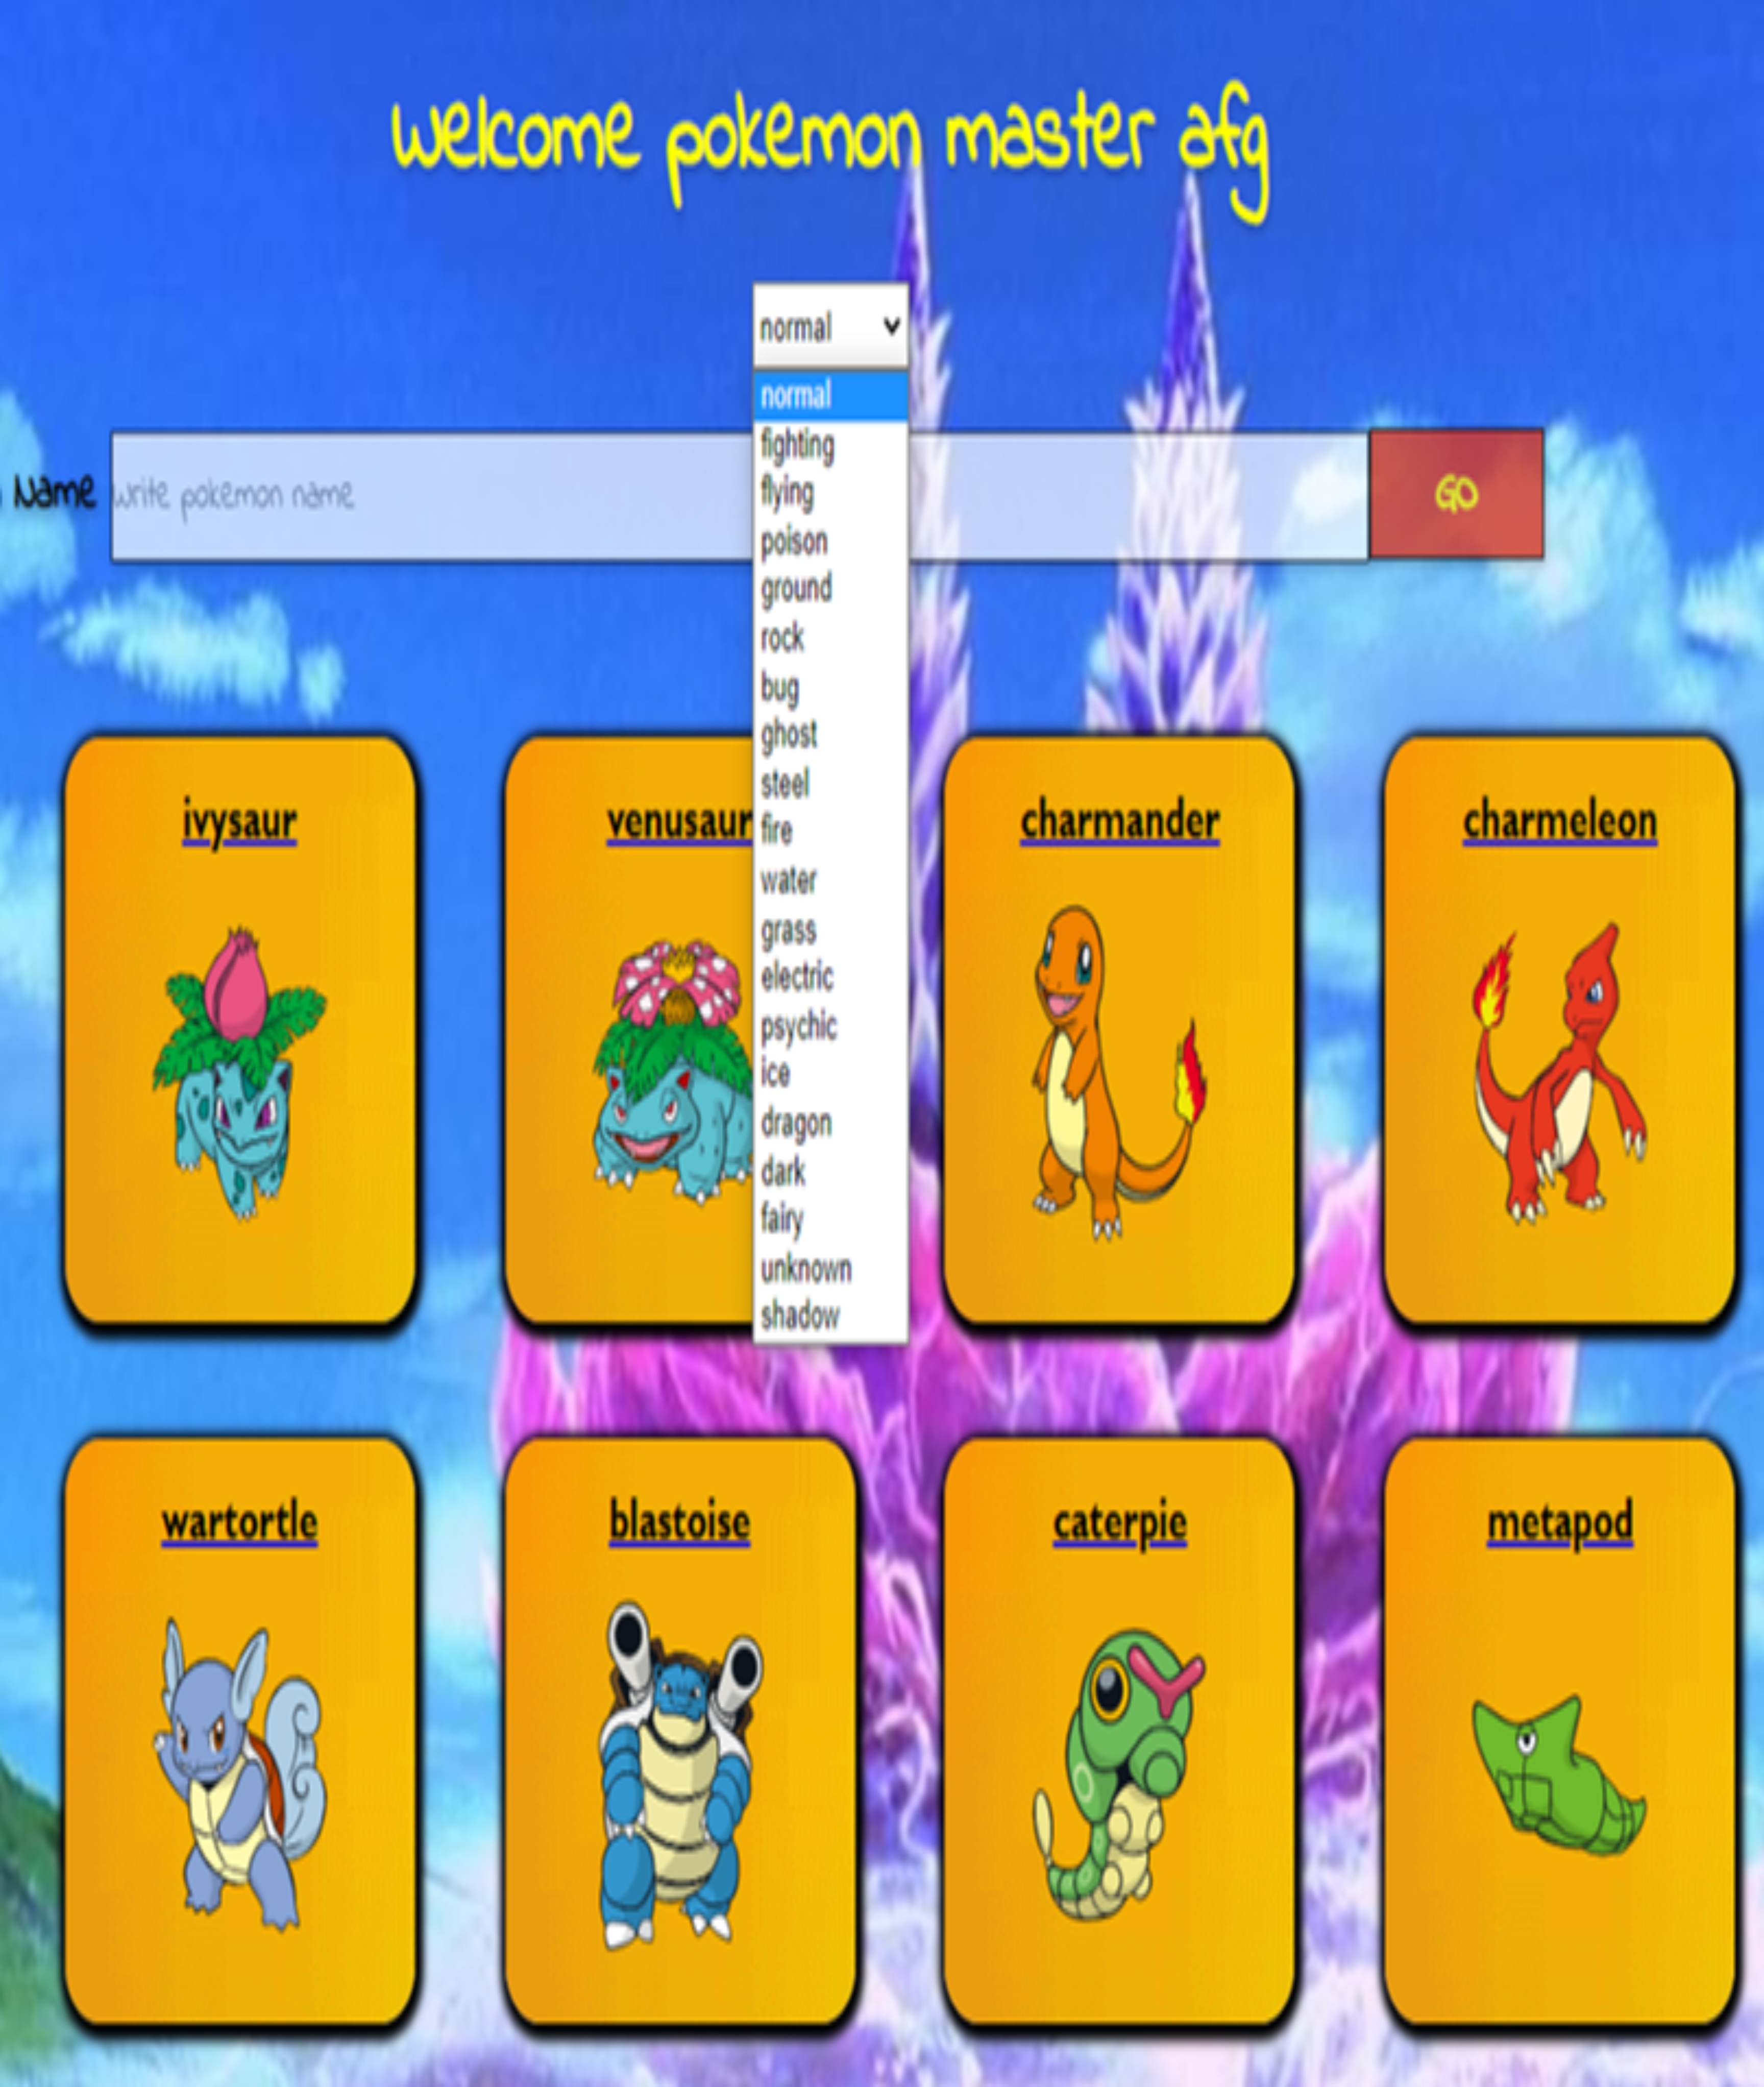 Welcome pokemon master afg
normal
normal
fighting
flying
poison
ground
rock
bug
ghost
steel
fire
water
grass
electric
psychic
ice
dragon
dark
fairy
unknown
shadow
Name write pokemon name GO
ivysaur venusaur charmander charmeleon
wartortle blastoise caterpie metapod